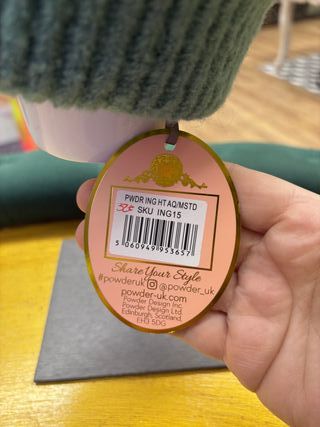 PWDR ING HT AQ/MSTD
SKU ING15
5 060949 953657
Share Your Style
#powderuk @powder_uk
powder-uk.com
Powder Design Inc.
Powder Design Ltd.
Edinburgh, Scotland,
EH3 5DG